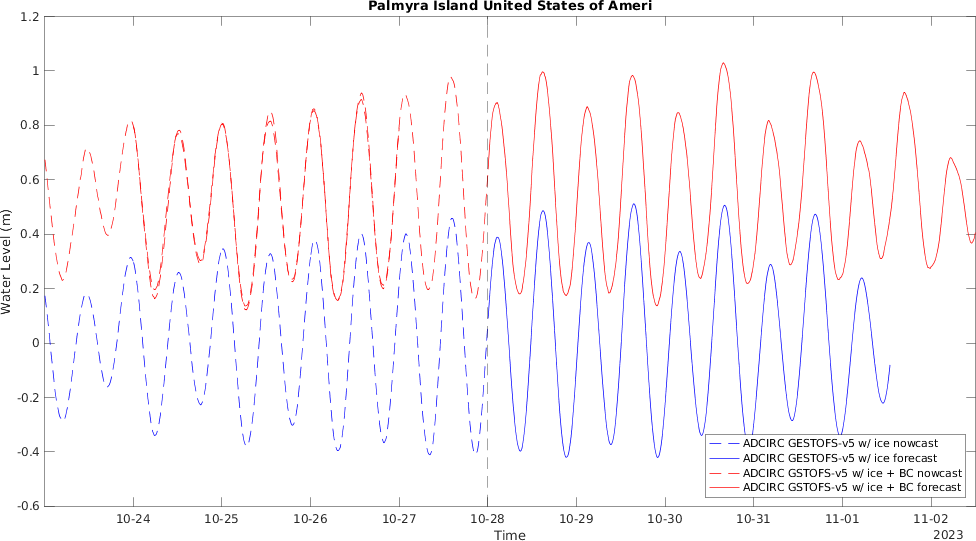 Palmyra Island United States of Ameri
1.2
1
0.8
0.6
0.4
0.2
0
-0.2
-0.4
-0.6
Water Level (m)
10-24 10-25 10-26 10-27 10-28 10-29 10-30 10-31 11-01 11-02
Time
2023
ADCIRC GESTOFS-v5 w/ ice nowcast
ADCIRC GESTOFS-v5 w/ ice forecast
ADCIRC GSTOFS-v5 w/ ice + BC nowcast
ADCIRC GSTOFS-v5 w/ ice + BC forecast